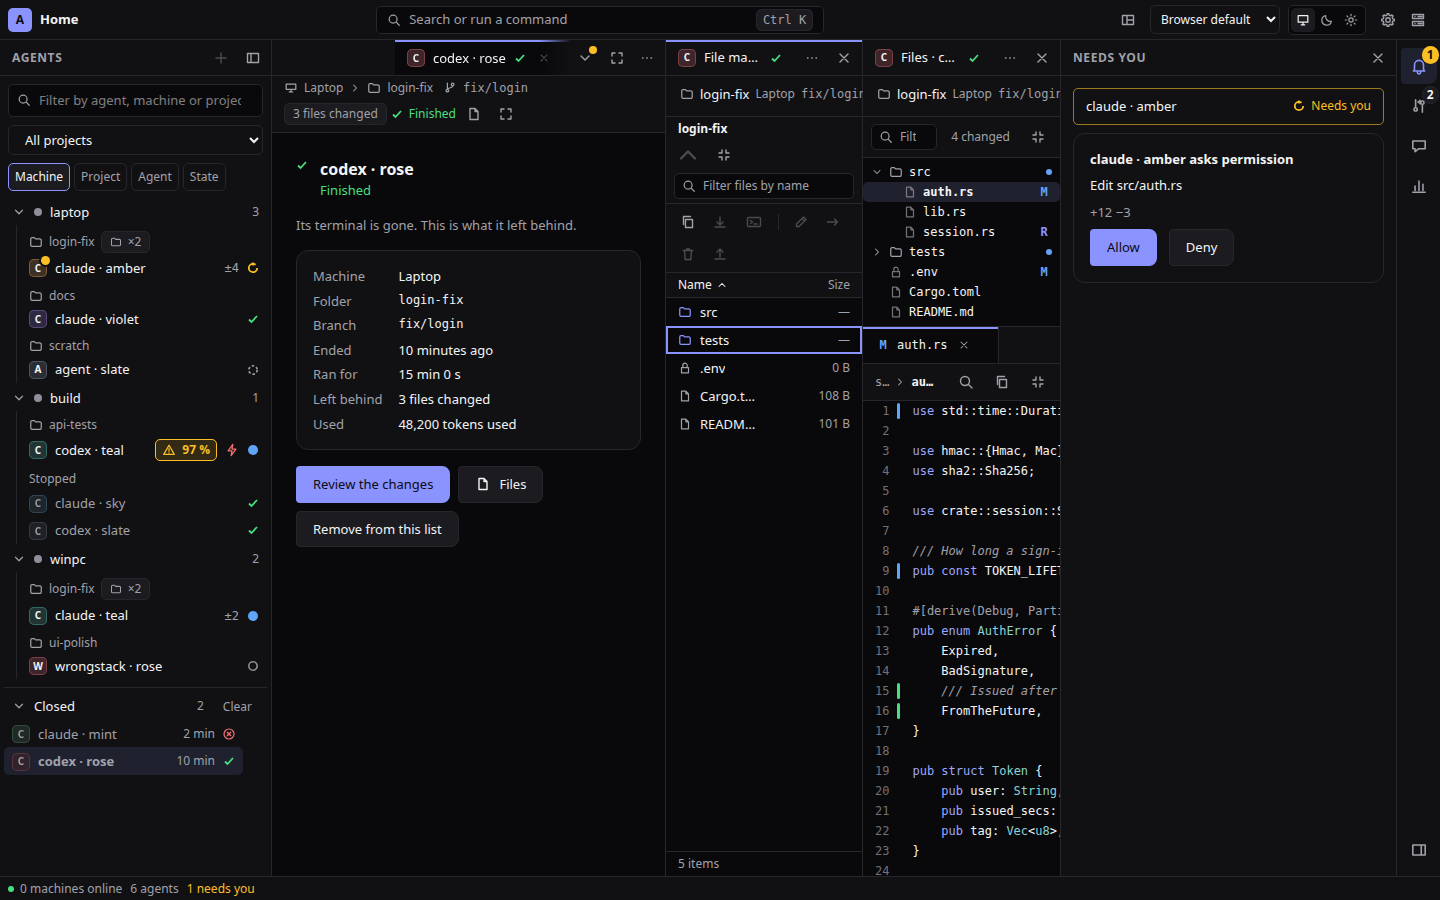 A Home
Search or run a command Ctrl K
Browser default
AGENTS
Filter by agent, machine or projec
All projects
Machine Project Agent State
laptop 3
login-fix ×2
C claude · amber ±4
docs
C claude · violet
scratch
A agent · slate
build 1
api-tests
C codex · teal 97 %
Stopped
C claude · sky
C codex · slate
winpc 2
login-fix ×2
C claude · teal ±2
ui-polish
W wrongstack · rose
Closed 2 Clear
C claude · mint 2 min
C codex · rose 10 min
0 machines online 6 agents 1 needs you
C codex · rose
Laptop login-fix fix/login
3 files changed Finished
codex · rose
Finished
Its terminal is gone. This is what it left behind.
Machine Laptop
Folder login-fix
Branch fix/login
Ended 10 minutes ago
Ran for 15 min 0 s
Left behind 3 files changed
Used 48,200 tokens used
Review the changes Files
Remove from this list
C File ma…
login-fix Laptop fix/login
login-fix
Filter files by name
Name Size
src —
tests —
.env 0 B
Cargo.t… 108 B
READM… 101 B
5 items
C Files · c…
login-fix Laptop fix/login
Filt 4 changed
src
auth.rs M
lib.rs
session.rs R
tests
.env M
Cargo.toml
README.md
M auth.rs
s… au…
1 use std::time::Durati
2
3 use hmac::{Hmac, Mac}
4 use sha2::Sha256;
5
6 use crate::session::S
7
8 /// How long a sign-i
9 pub const TOKEN_LIFET
10
11 #[derive(Debug, Parti
12 pub enum AuthError {
13 Expired,
14 BadSignature,
15 /// Issued after
16 FromTheFuture,
17 }
18
19 pub struct Token {
20 pub user: String,
21 pub issued_secs:
22 pub tag: Vec<u8>,
23 }
24
NEEDS YOU
claude · amber Needs you
claude · amber asks permission
Edit src/auth.rs
+12 −3
Allow Deny
1
2